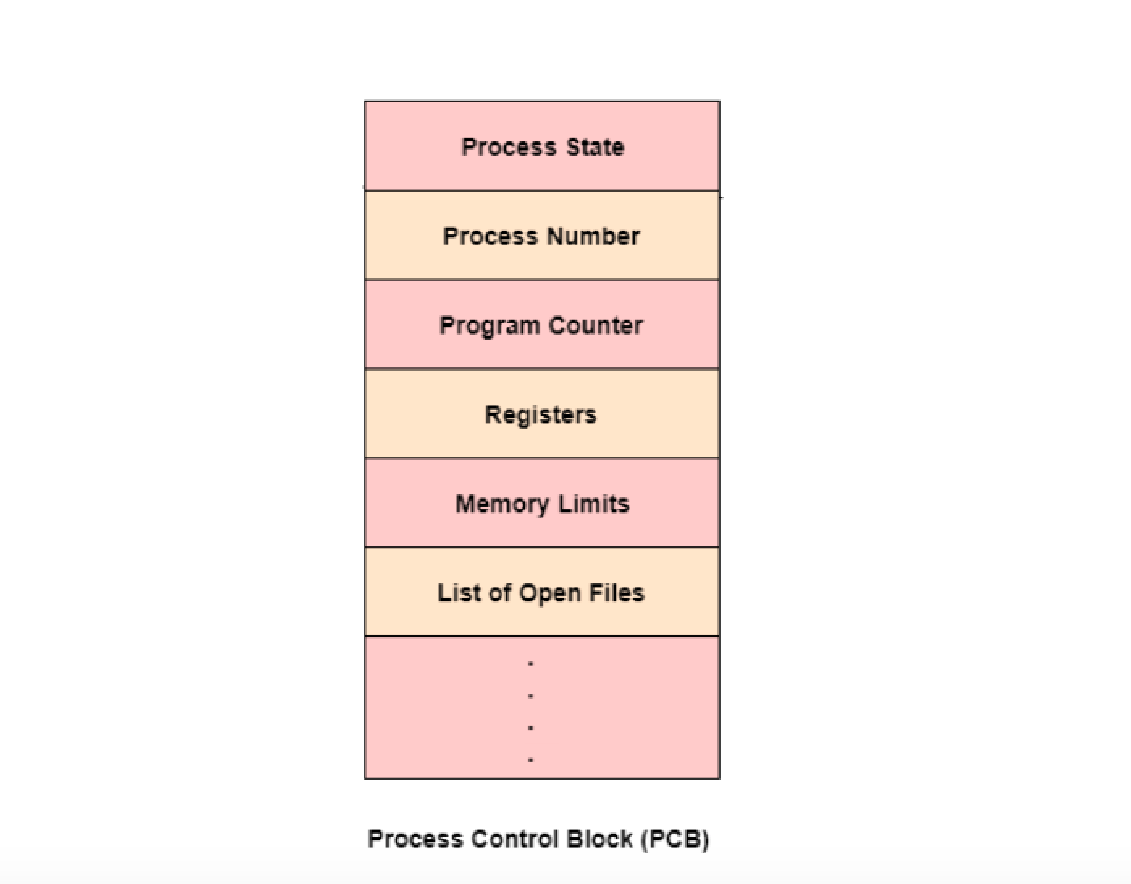 Process State
Process Number
Program Counter
Registers
Memory Limits
List of Open Files
.
.
.
.
Process Control Block (PCB)